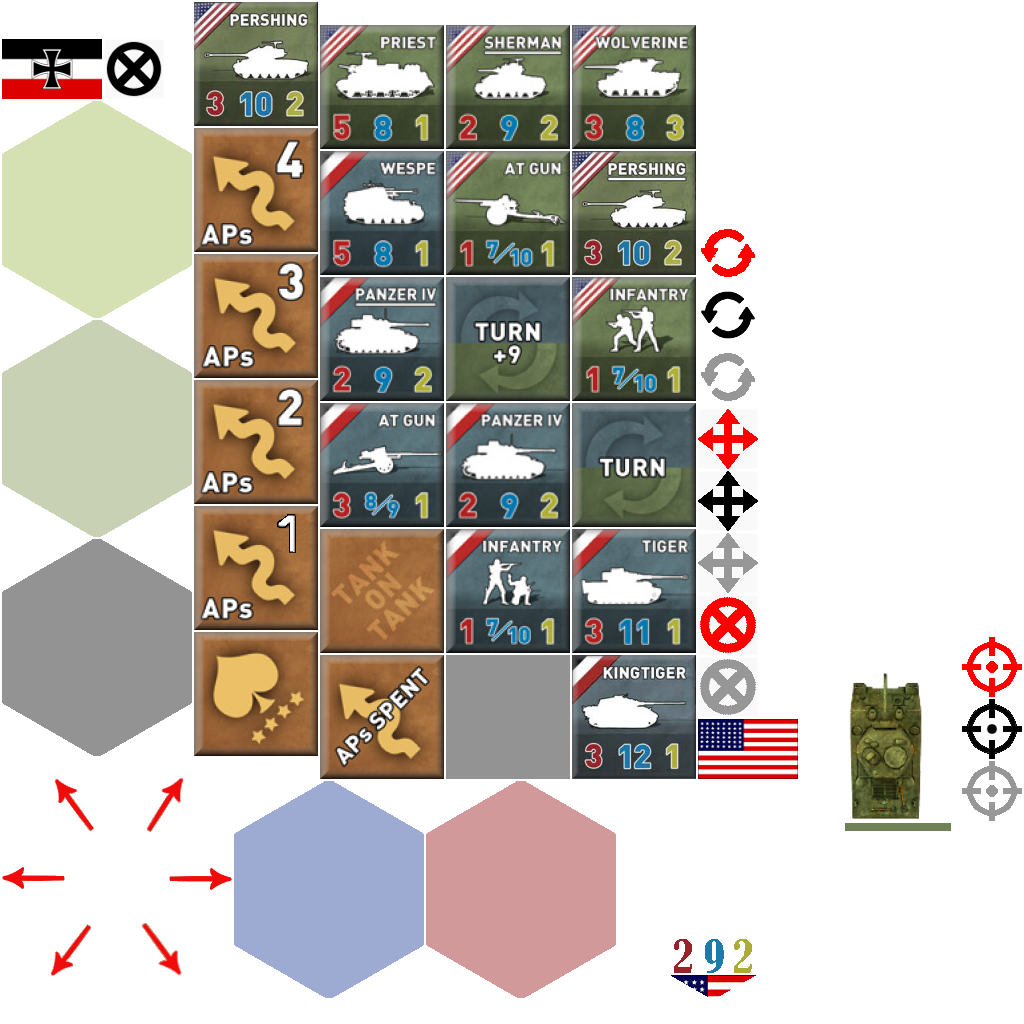 PERSHING
3 10 2
PRIEST
5 8 1
SHERMAN
2 9 2
WOLVERINE
3 8 3
4
APs
WESPE
5 8 1
AT GUN
1 7/10 1
PERSHING
3 10 2
3
APs
PANZER IV
2 9 2
TURN
+9
INFANTRY
1 7/10 1
2
APs
AT GUN
3 8/9 1
PANZER IV
2 9 2
TURN
1
APs
TANK
ON
TANK
INFANTRY
1 7/10 1
TIGER
3 11 1
APs SPENT
KINGTIGER
3 12 1
2 9 2